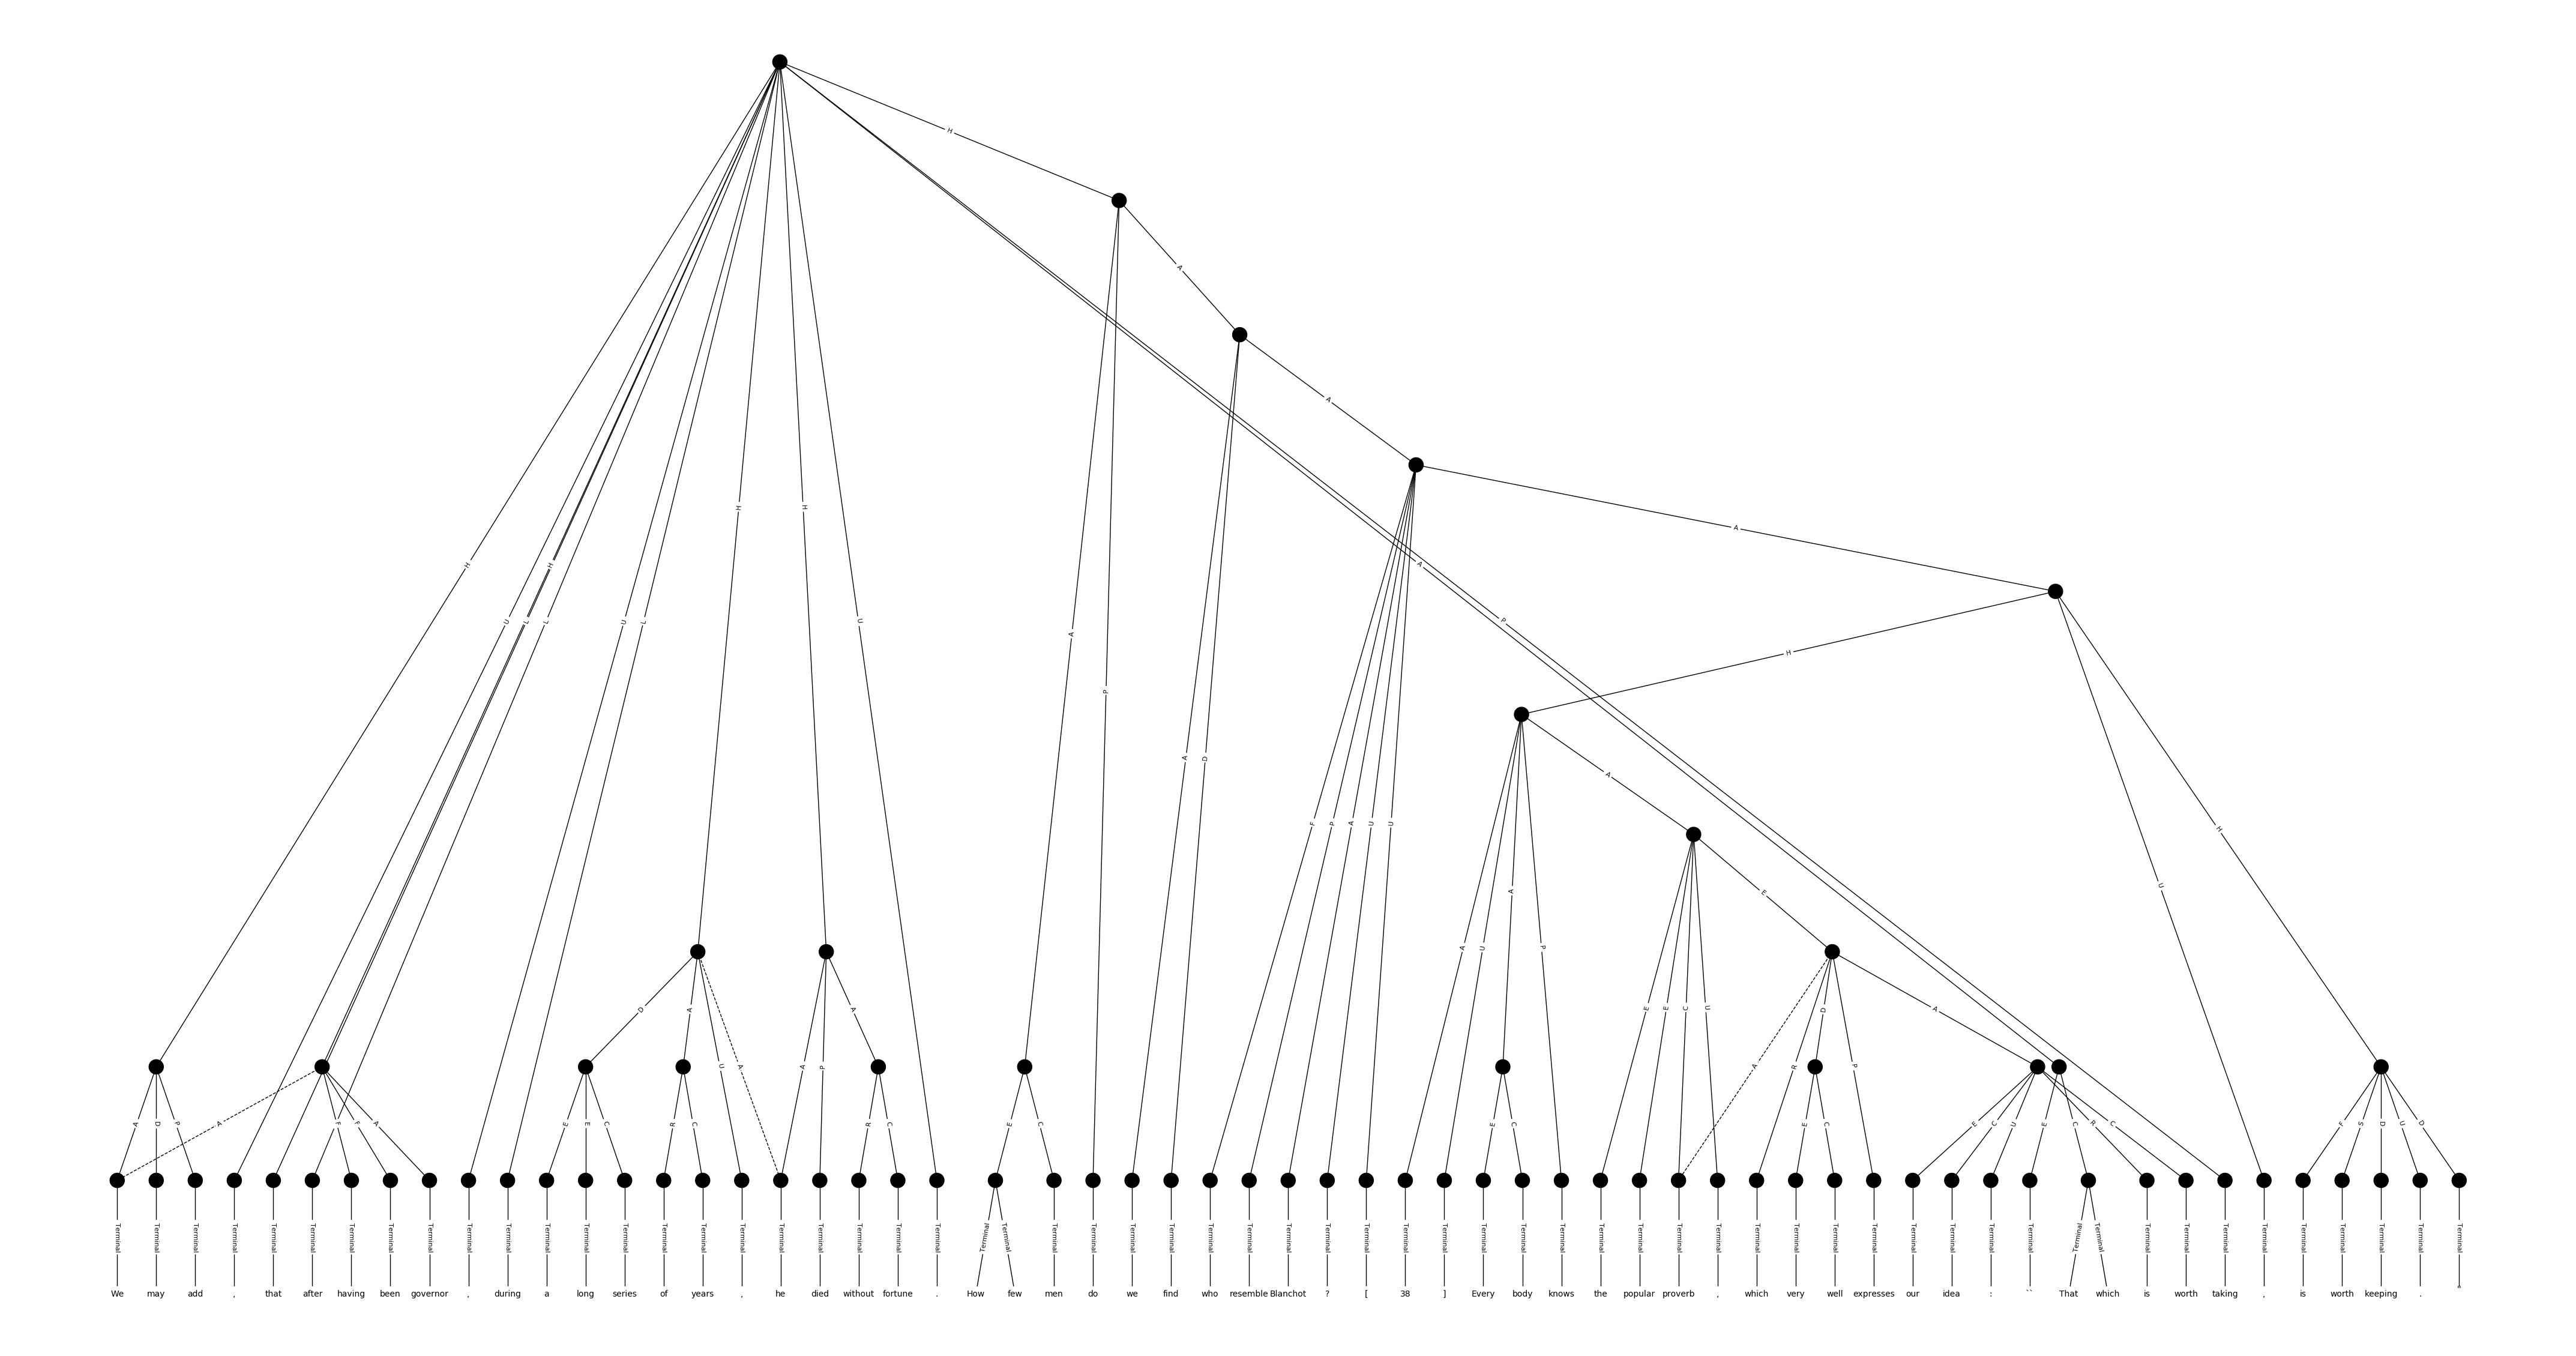 H
H
A
A
A
H
A
P
H
U
L
H
L
U
L
H
H
U
A
P
A
D
F
P
A
U
U
A
U
A
P
A
E
E
C
U
E
U
H
D
A
U
A
A
P
A
A
R
D
P
A
A
D
P
A
F
F
A
E
E
C
R
C
R
C
E
C
E
C
E
C
E
C
U
E
C
R
C
F
S
D
U
D
Terminal Terminal Terminal Terminal Terminal Terminal Terminal Terminal Terminal Terminal Terminal Terminal Terminal Terminal Terminal Terminal Terminal Terminal Terminal Terminal Terminal Terminal Terminal Terminal Terminal Terminal Terminal Terminal Terminal Terminal Terminal Terminal Terminal Terminal Terminal Terminal Terminal Terminal Terminal Terminal Terminal Terminal Terminal Terminal Terminal Terminal Terminal Terminal Terminal Terminal Terminal Terminal Terminal Terminal Terminal Terminal Terminal Terminal Terminal Terminal Terminal
We may add , that after having been governor , during a long series of years , he died without fortune . How few men do we find who resemble Blanchot ? [ 38 ] Every body knows the popular proverb , which very well expresses our idea : `` That which is worth taking , is worth keeping . "